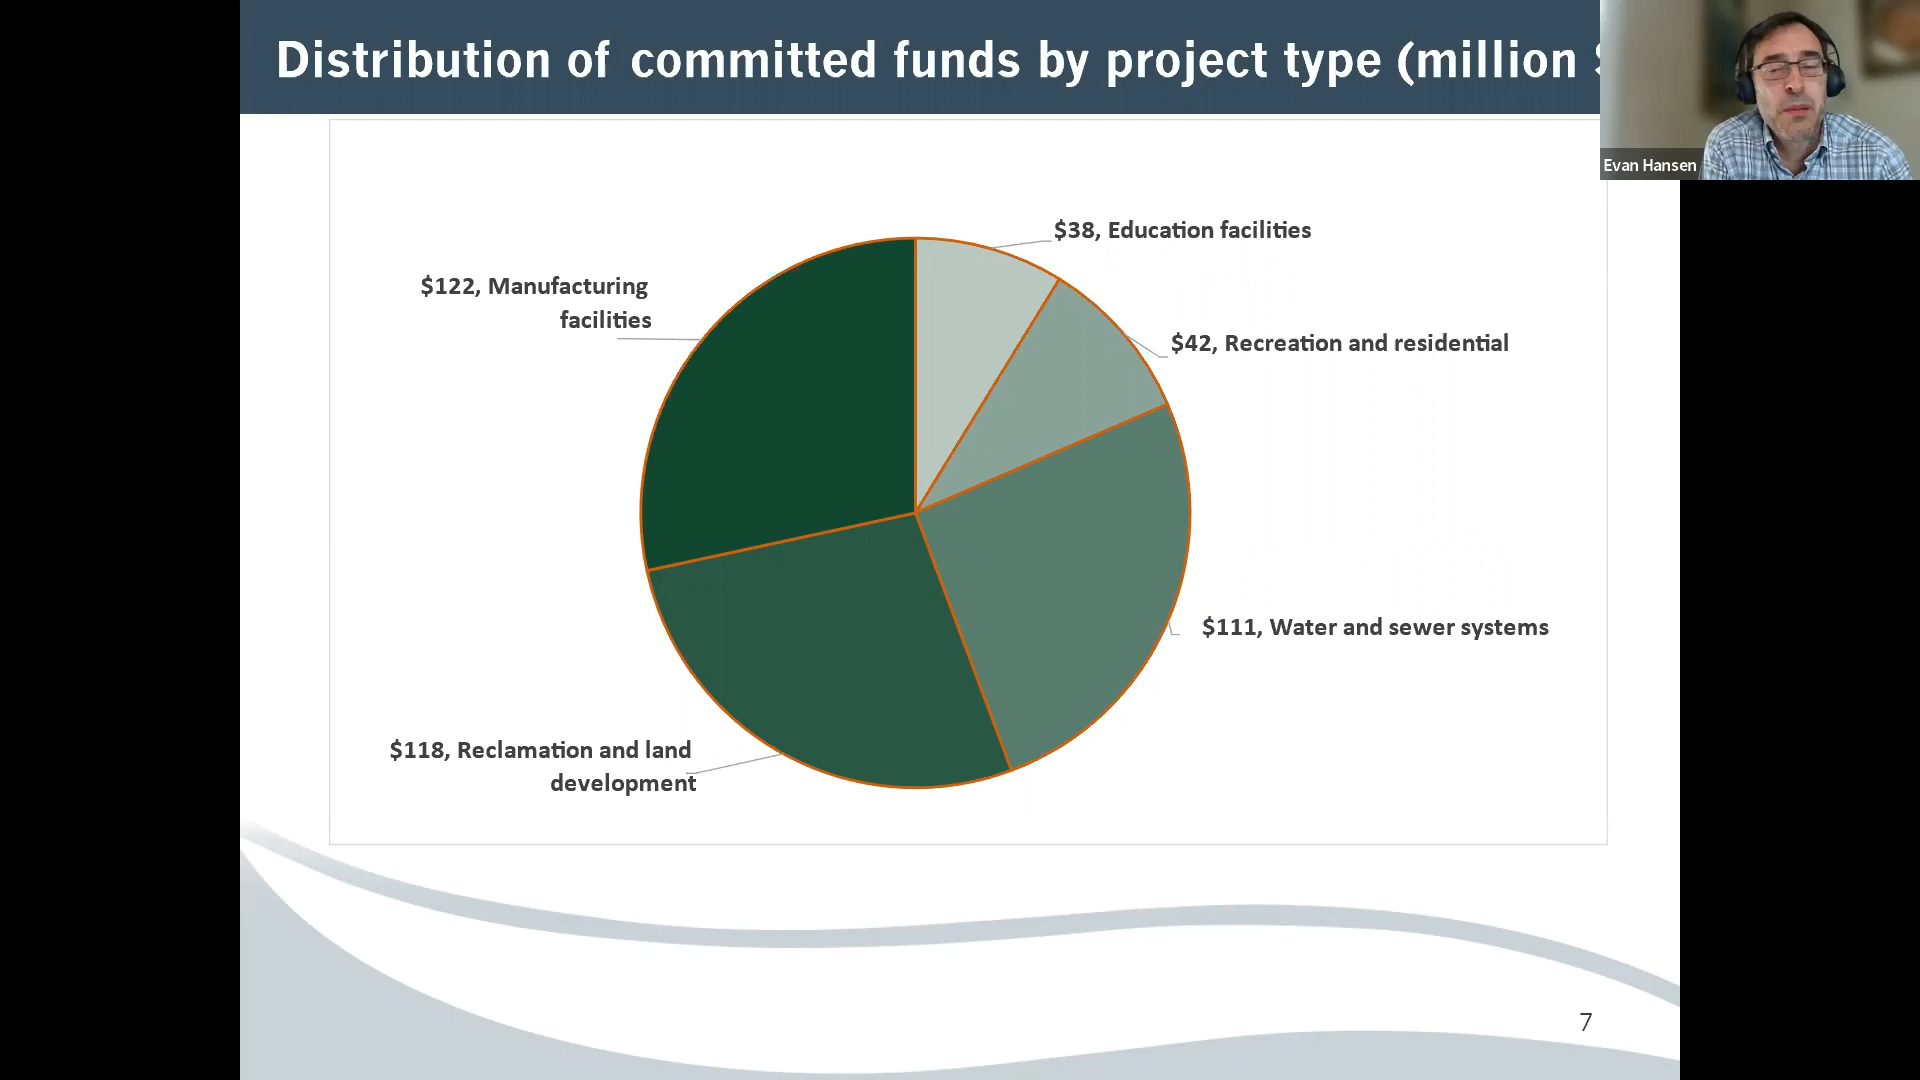 Distribution of committed funds by project type (million
Evan Hansen
$38, Education facilities
$122, Manufacturing
facilities
$42, Recreation and residential
$111, Water and sewer systems
$118, Reclamation and land
development
7